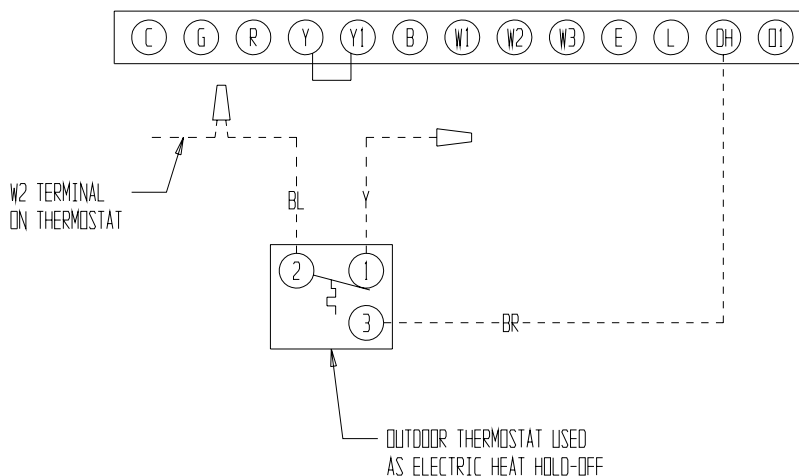 C G R Y Y1 B W1 W2 W3 E L DH O1
W2 TERMINAL
ON THERMOSTAT
BL
Y
2 1
3
BR
OUTDOOR THERMOSTAT USED
AS ELECTRIC HEAT HOLD-OFF